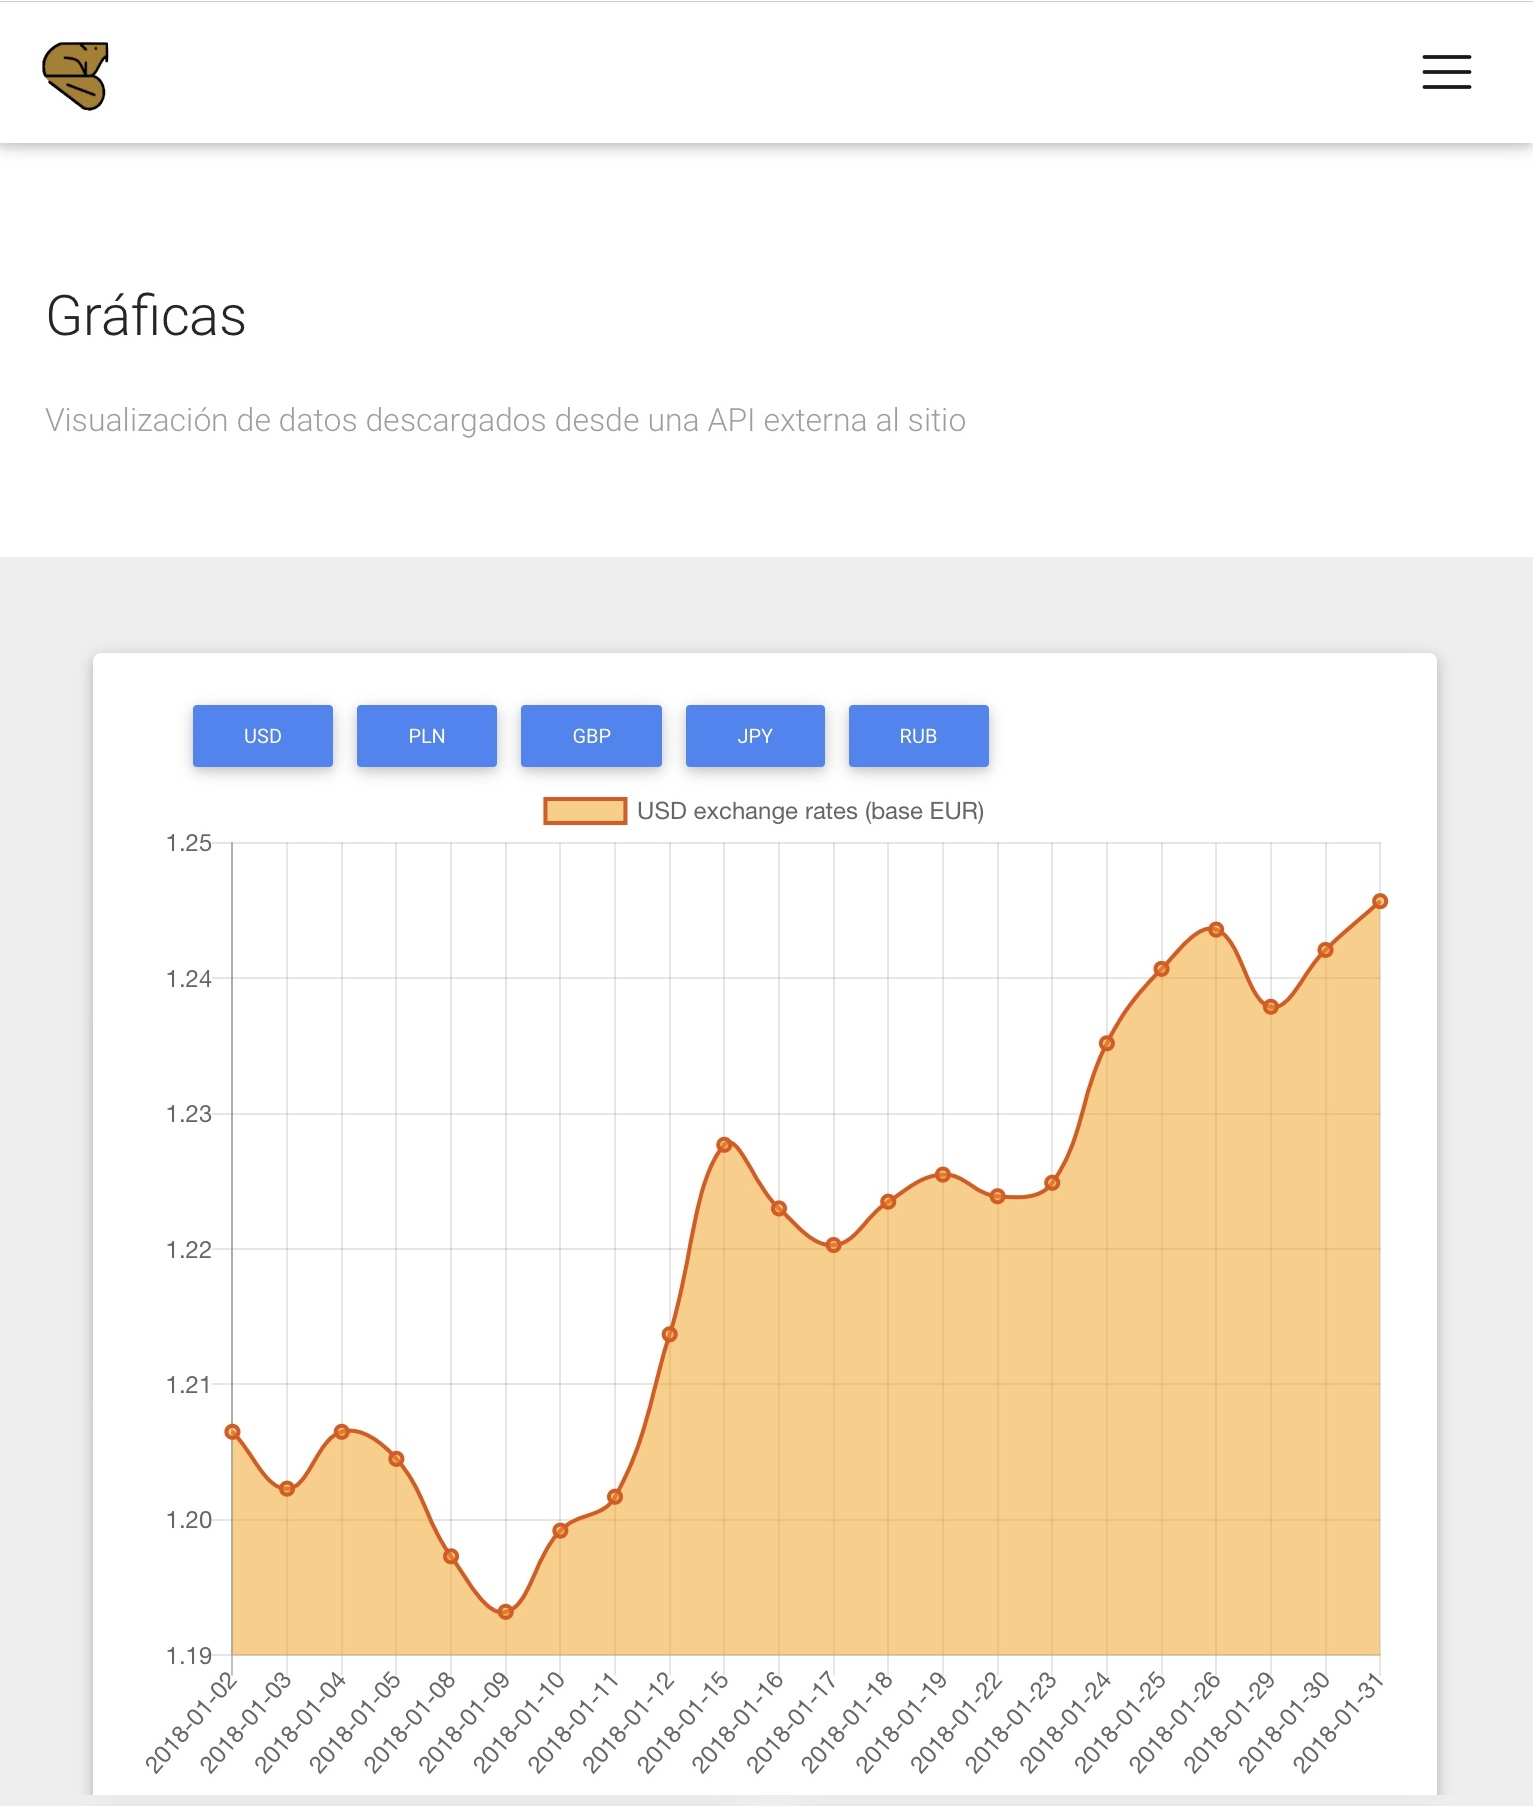 Gráficas
Visualización de datos descargados desde una API externa al sitio
USD PLN GBP JPY RUB
USD exchange rates (base EUR)
1.25
1.24
1.23
1.22
1.21
1.20
1.19
2018-01-02 2018-01-03 2018-01-04 2018-01-05 2018-01-08 2018-01-09 2018-01-10 2018-01-11 2018-01-12 2018-01-15 2018-01-16 2018-01-17 2018-01-18 2018-01-19 2018-01-22 2018-01-23 2018-01-24 2018-01-25 2018-01-26 2018-01-29 2018-01-30 2018-01-31